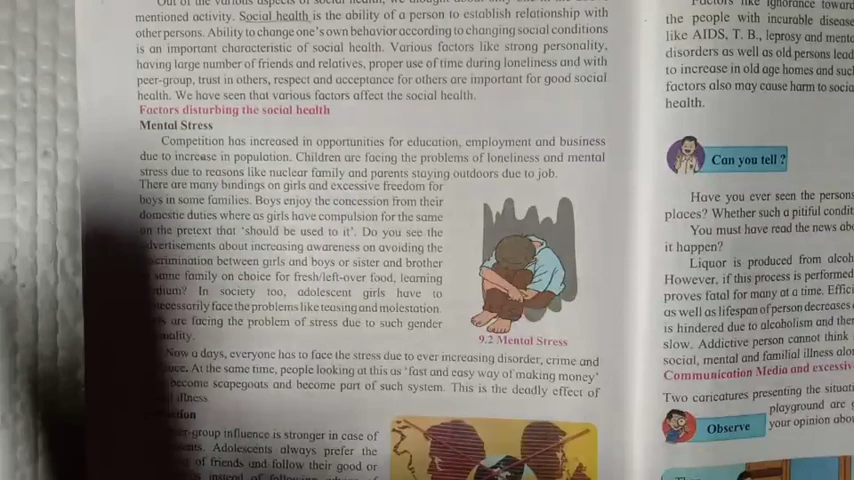 mentioned activity. Social health is the ability of a person to establish relationship with
other persons. Ability to change one's own behavior according to changing social conditions
is an important characteristic of social health. Various factors like strong personality,
having large number of friends and relatives, proper use of time during loneliness and with
peer-group, trust in others, respect and acceptance for others are important for good social
health. We have seen that various factors affect the social health.
Factors disturbing the social health
Mental Stress
Competition has increased in opportunities for education, employment and business
due to increase in population. Children are facing the problems of loneliness and mental
stress due to reasons like nuclear family and parents staying outdoors due to job.
There are many bindings on girls and excessive freedom for
boys in some families. Boys enjoy the concession from their
domestic duties where as girls have compulsion for the same
on the pretext that 'should be used to it'. Do you see the
advertisements about increasing awareness on avoiding the
between girls and boys or sister and brother
same family on choice for fresh/left-over food, learning
In society too, adolescent girls have to
face the problems like teasing and molestation.
are facing the problem of stress due to such gender
9.2 Mental Stress
Now a days, everyone has to face the stress due to ever increasing disorder, crime and
At the same time, people looking at this as 'fast and easy way of making money'
become scapegoats and become part of such system. This is the deadly effect of
illness
influence is stronger in case of
Adolescents always prefer the
of friends and follow their good or
Factors like ignorance toward
the people with incurable disease
like AIDS, T. B., leprosy and
disorders as well as old persons lead
to increase in old age homes and such
factors also may cause harm to
health.
Can you tell ?
Have you ever seen the persons
places? Whether such a pitiful
You must have read the news
it happen?
Liquor is produced from
However, if this process is performed
proves fatal for many at a time.
as well as lifespan of person decreases
is hindered due to alcoholism and
slow. Addictive person cannot think
social, mental and familial illness
Communication Media and
Two caricatures presenting the
playground are
your opinion
Observe